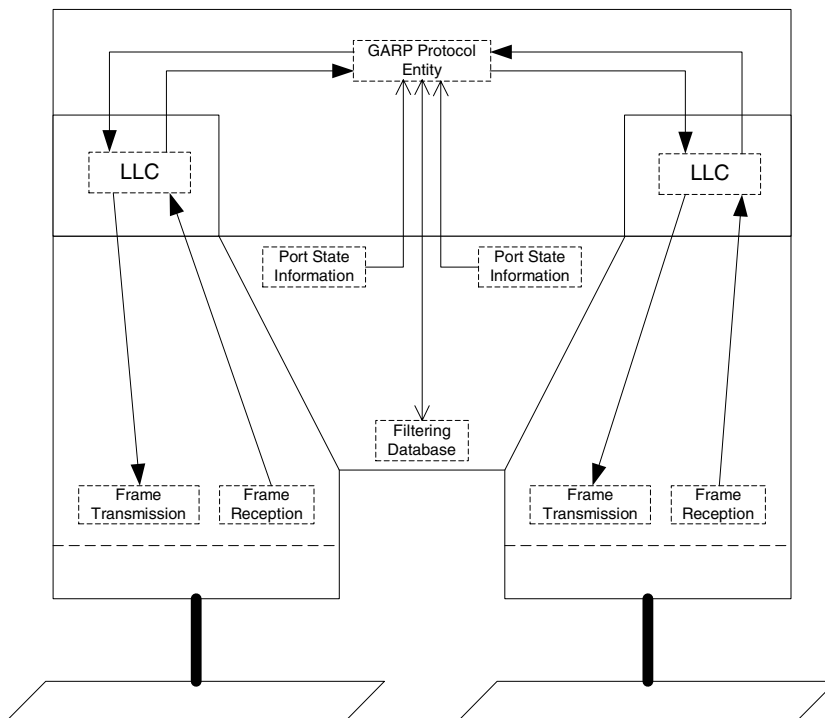 GARP Protocol
Entity
LLC
LLC
Port State
Information
Port State
Information
Filtering
Database
Frame
Transmission
Frame
Reception
Frame
Transmission
Frame
Reception